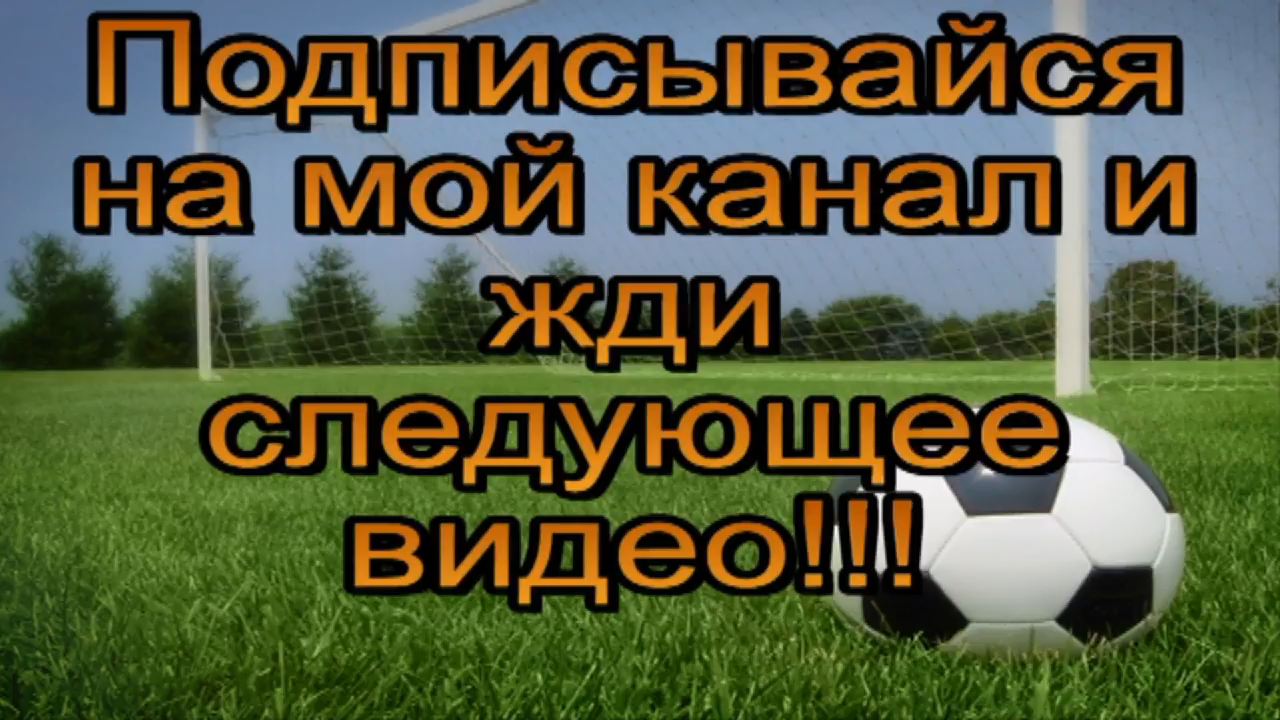 Подписывайся
на мой канал и
жди
следующее
видео!!!